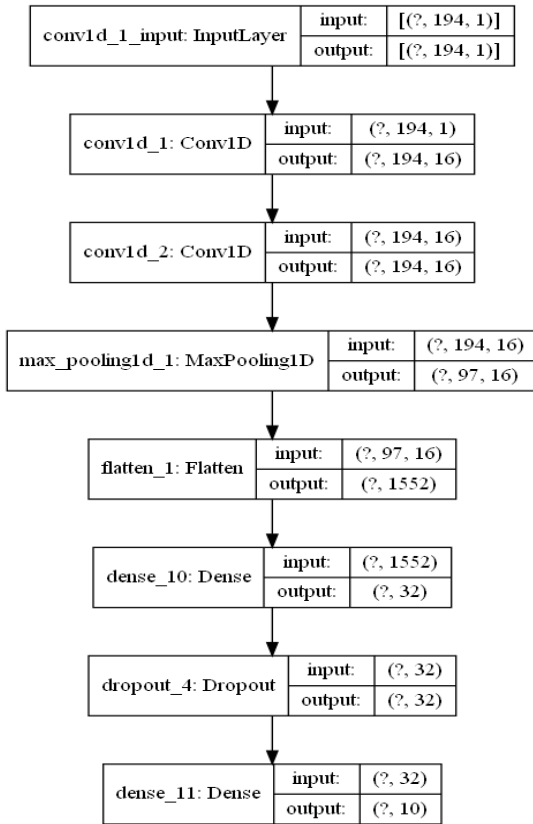 conv1d_1_input: InputLayer
input: [(?, 194, 1)]
output: [(?, 194, 1)]
conv1d_1: Conv1D
input: (?, 194, 1)
output: (?, 194, 16)
conv1d_2: Conv1D
input: (?, 194, 16)
output: (?, 194, 16)
max_pooling1d_1: MaxPooling1D
input: (?, 194, 16)
output: (?, 97, 16)
flatten_1: Flatten
input: (?, 97, 16)
output: (?, 1552)
dense_10: Dense
input: (?, 1552)
output: (?, 32)
dropout_4: Dropout
input: (?, 32)
output: (?, 32)
dense_11: Dense
input: (?, 32)
output: (?, 10)